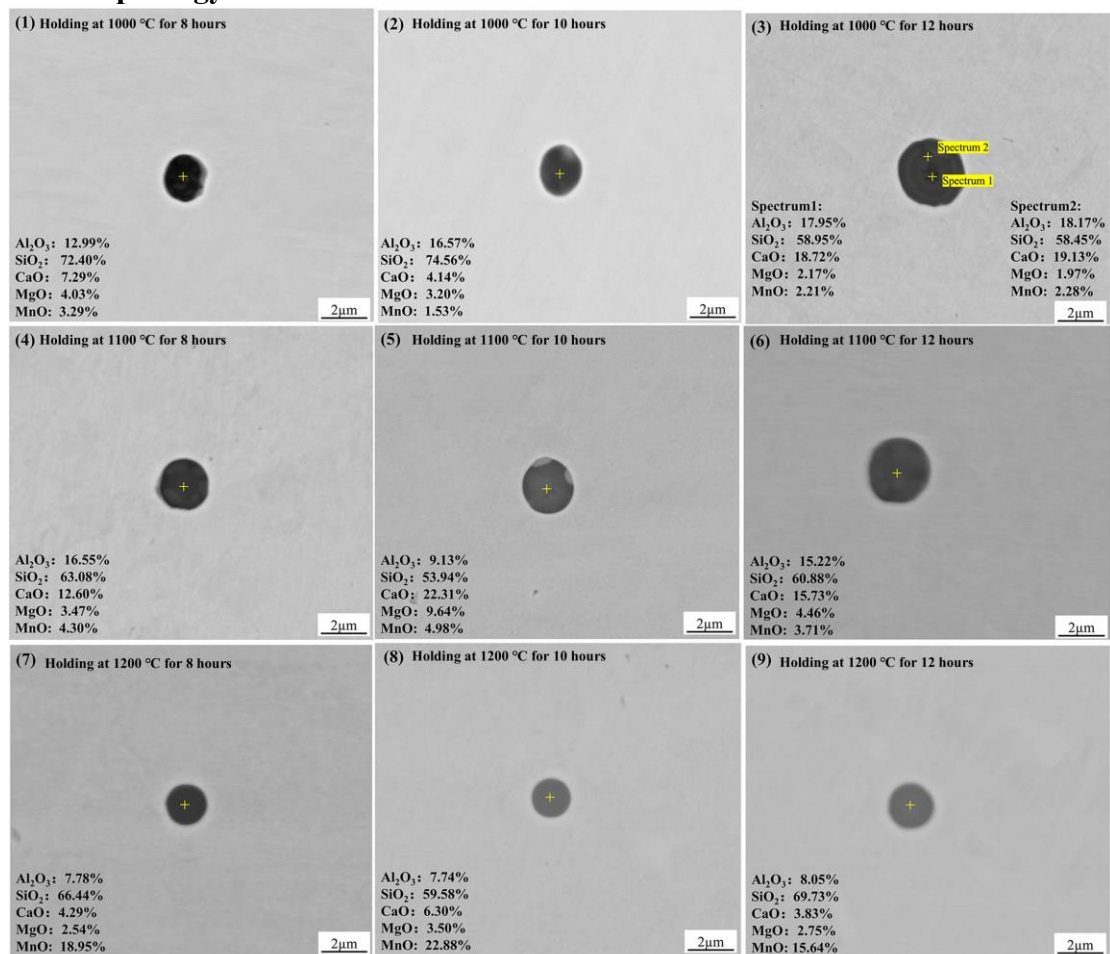 (1) Holding at 1000 ℃ for 8 hours
Al₂O₃: 12.99%
SiO₂: 72.40%
CaO: 7.29%
MgO: 4.03%
MnO: 3.29%
2μm
(2) Holding at 1000 ℃ for 10 hours
Al₂O₃: 16.57%
SiO₂: 74.56%
CaO: 4.14%
MgO: 3.20%
MnO: 1.53%
2μm
(3) Holding at 1000 ℃ for 12 hours
Spectrum 2
Spectrum 1
Spectrum1:
Al₂O₃: 17.95%
SiO₂: 58.95%
CaO: 18.72%
MgO: 2.17%
MnO: 2.21%
Spectrum2:
Al₂O₃: 18.17%
SiO₂: 58.45%
CaO: 19.13%
MgO: 1.97%
MnO: 2.28%
2μm
(4) Holding at 1100 ℃ for 8 hours
Al₂O₃: 16.55%
SiO₂: 63.08%
CaO: 12.60%
MgO: 3.47%
MnO: 4.30%
2μm
(5) Holding at 1100 ℃ for 10 hours
Al₂O₃: 9.13%
SiO₂: 53.94%
CaO: 22.31%
MgO: 9.64%
MnO: 4.98%
2μm
(6) Holding at 1100 ℃ for 12 hours
Al₂O₃: 15.22%
SiO₂: 60.88%
CaO: 15.73%
MgO: 4.46%
MnO: 3.71%
2μm
(7) Holding at 1200 ℃ for 8 hours
Al₂O₃: 7.78%
SiO₂: 66.44%
CaO: 4.29%
MgO: 2.54%
MnO: 18.95%
2μm
(8) Holding at 1200 ℃ for 10 hours
Al₂O₃: 7.74%
SiO₂: 59.58%
CaO: 6.30%
MgO: 3.50%
MnO: 22.88%
2μm
(9) Holding at 1200 ℃ for 12 hours
Al₂O₃: 8.05%
SiO₂: 69.73%
CaO: 3.83%
MgO: 2.75%
MnO: 15.64%
2μm